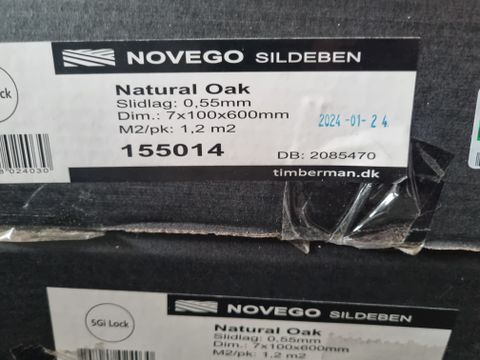 NOVEGO SILDEBEN
Natural Oak
Slidlag: 0,55mm
Dim.: 7x100x600mm
2024-01-24
M2/pk: 1,2 m2
155014
DB: 2085470
timberman.dk
024030
NOVEGO SILDEBEN
5Gi Lock
Natural Oak
Slidlag: 0,55mm
Dim.: 7x100x600mm
M2/pk: 1,2 m2